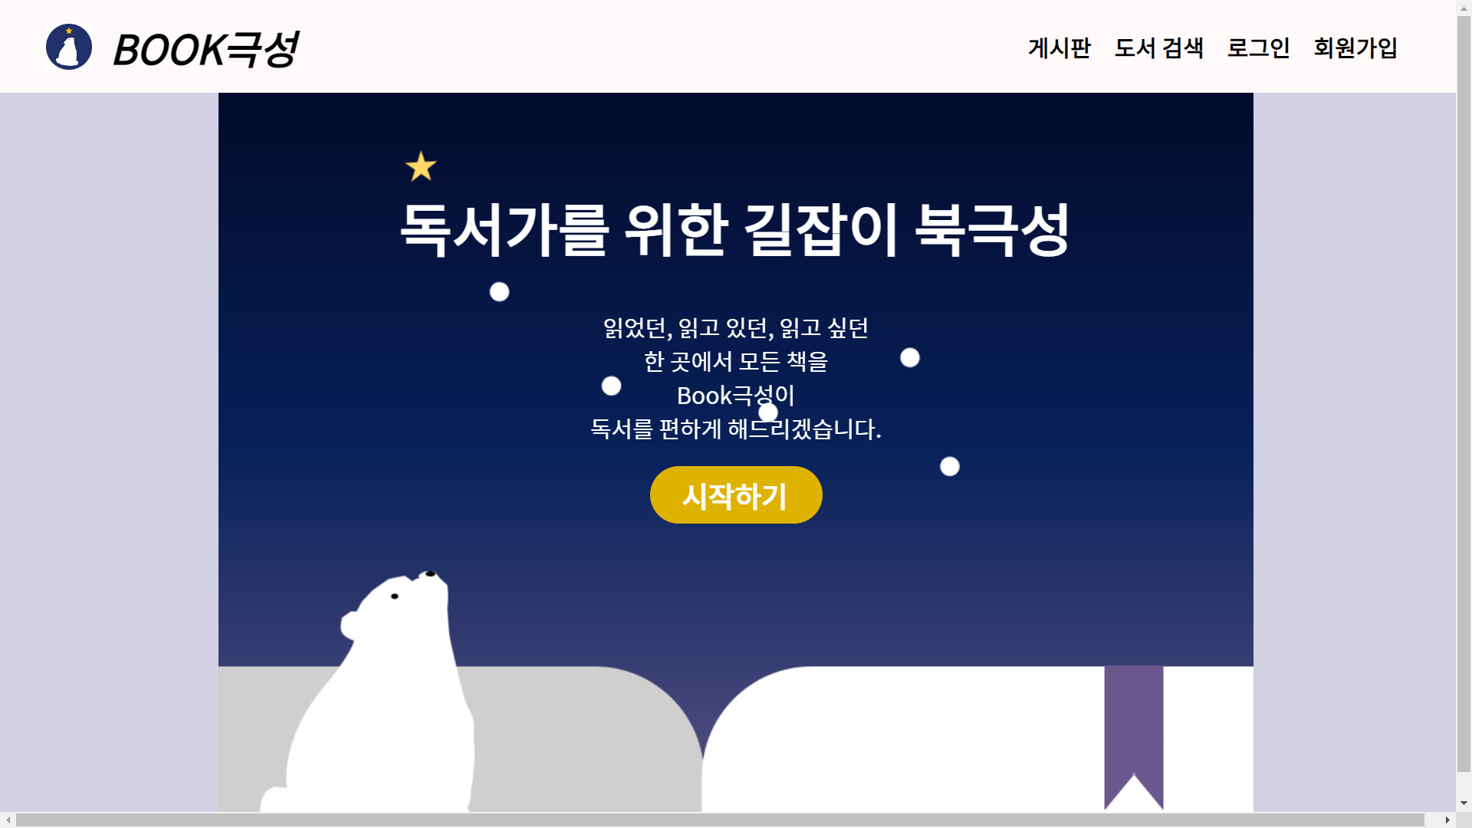 BOOK극성
게시판 도서 검색 로그인 회원가입
독서가를 위한 길잡이 북극성
읽었던, 읽고 있던, 읽고 싶던
한 곳에서 모든 책을
Book극성이
독서를 편하게 해드리겠습니다.
시작하기